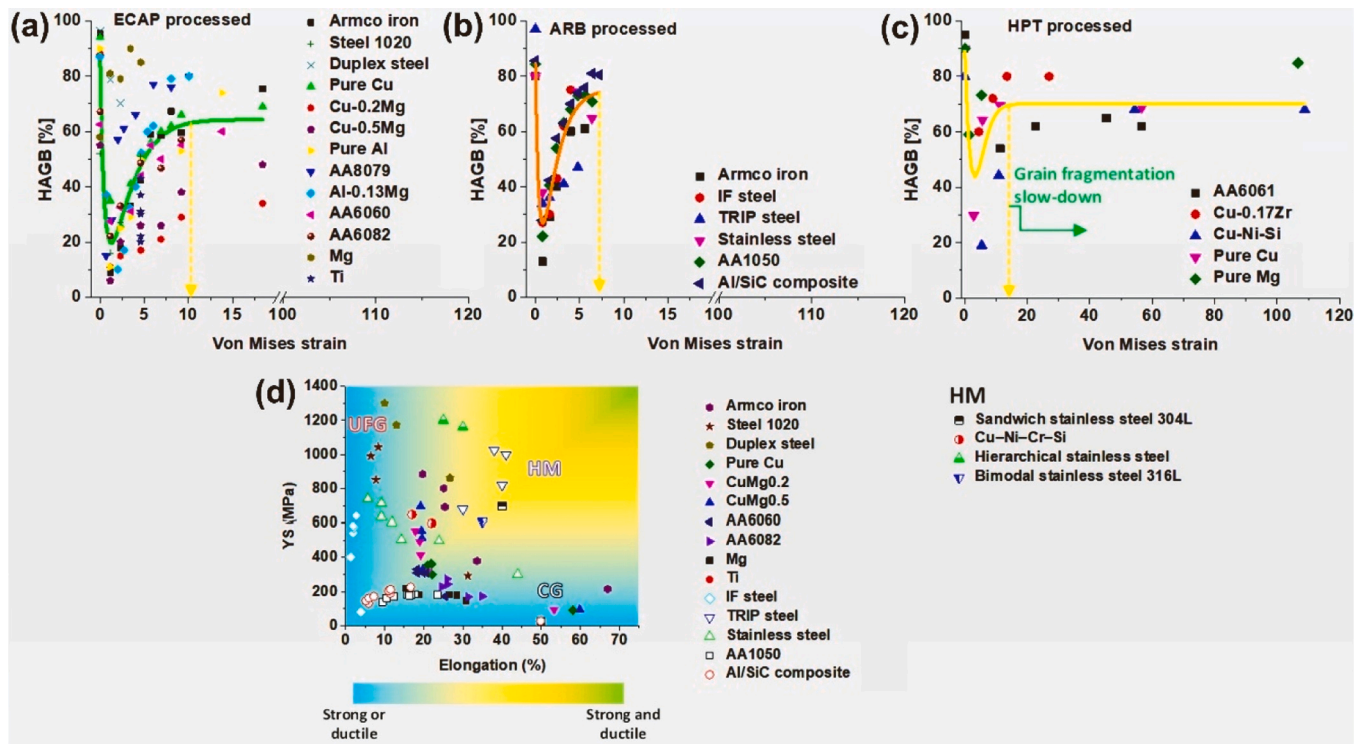 (a)
ECAP processed
HAGB [%]
100
80
60
40
20
0
0
5
10
15
100
110
120
Von Mises strain
Armco iron
Steel 1020
Duplex steel
Pure Cu
Cu-0.2Mg
Cu-0.5Mg
Pure Al
AA8079
Al-0.13Mg
AA6060
AA6082
Mg
Ti
(b)
ARB processed
HAGB [%]
100
80
60
40
20
0
0
5
10
15
100
110
120
Von Mises strain
Armco iron
IF steel
TRIP steel
Stainless steel
AA1050
Al/SiC composite
(c)
HPT processed
HAGB [%]
100
80
60
40
20
0
0
20
40
60
80
100
120
Von Mises strain
Grain fragmentation
slow-down
AA6061
Cu-0.17Zr
Cu-Ni-Si
Pure Cu
Pure Mg
(d)
YS (MPa)
1400
1200
1000
800
600
400
200
0
0
10
20
30
40
50
60
70
Elongation (%)
UFG
HM
CG
Strong or
ductile
Strong and
ductile
Armco iron
Steel 1020
Duplex steel
Pure Cu
CuMg0.2
CuMg0.5
AA6060
AA6082
Mg
Ti
IF steel
TRIP steel
Stainless steel
AA1050
Al/SiC composite
HM
Sandwich stainless steel 304L
Cu–Ni–Cr–Si
Hierarchical stainless steel
Bimodal stainless steel 316L